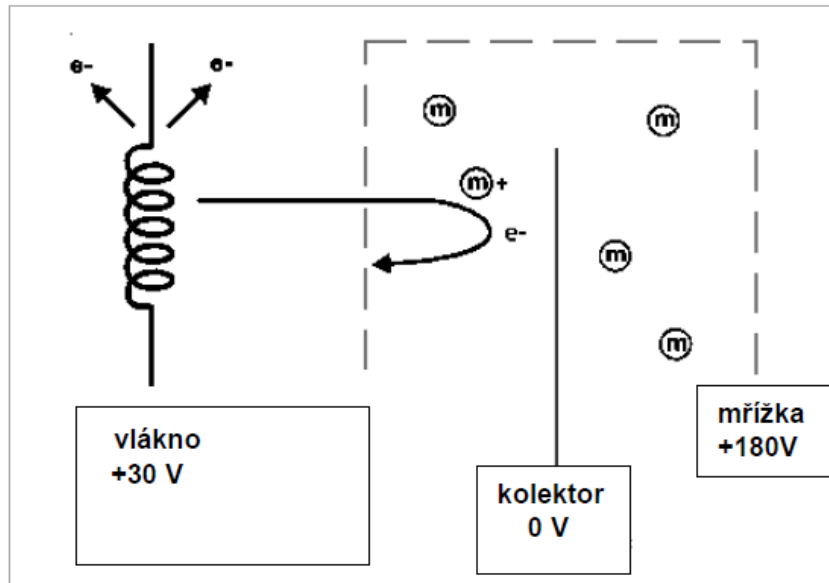 e- e-
m m
m+
e-
m
m
vlákno
+30 V
mřížka
+180V
kolektor
0 V